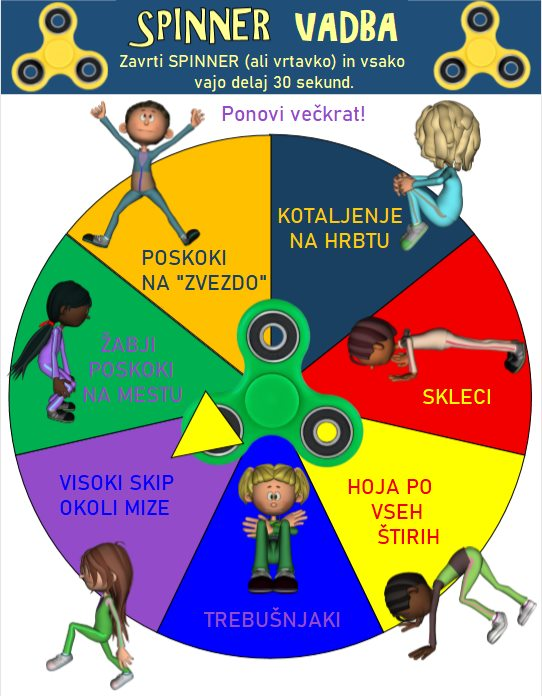 SPINNER VADBA
Zavrti SPINNER (ali vrtavko) in vsako
vajo delaj 30 sekund.
Ponovi večkrat!
KOTALJENJE
NA HRBTU
POSKOKI
NA "ZVEZDO"
ŽABJI
POSKOKI
NA MESTU
SKLECI
VISOKI SKIP
OKOLI MIZE
HOJA PO
VSEH
ŠTIRIH
TREBUŠNJAKI